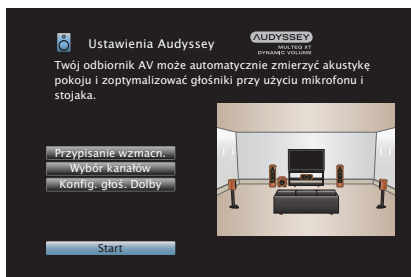 Ustawienia Audyssey
AUDYSSEY
MULTEQ XT
DYNAMIC VOLUME
Twój odbiornik AV może automatycznie zmierzyć akustykę
pokoju i zoptymalizować głośniki przy użyciu mikrofonu i
stojaka.
Przypisanie wzmacn.
Wybór kanałów
Konfig. głoś. Dolby
Start